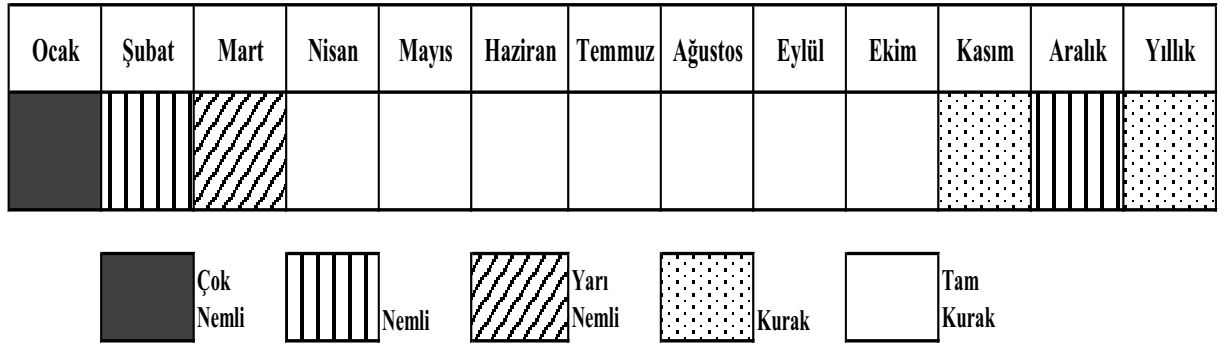 Ocak Şubat Mart Nisan Mayıs Haziran Temmuz Ağustos Eylül Ekim Kasım Aralık Yıllık
Çok Nemli
Nemli
Yarı Nemli
Kurak
Tam Kurak